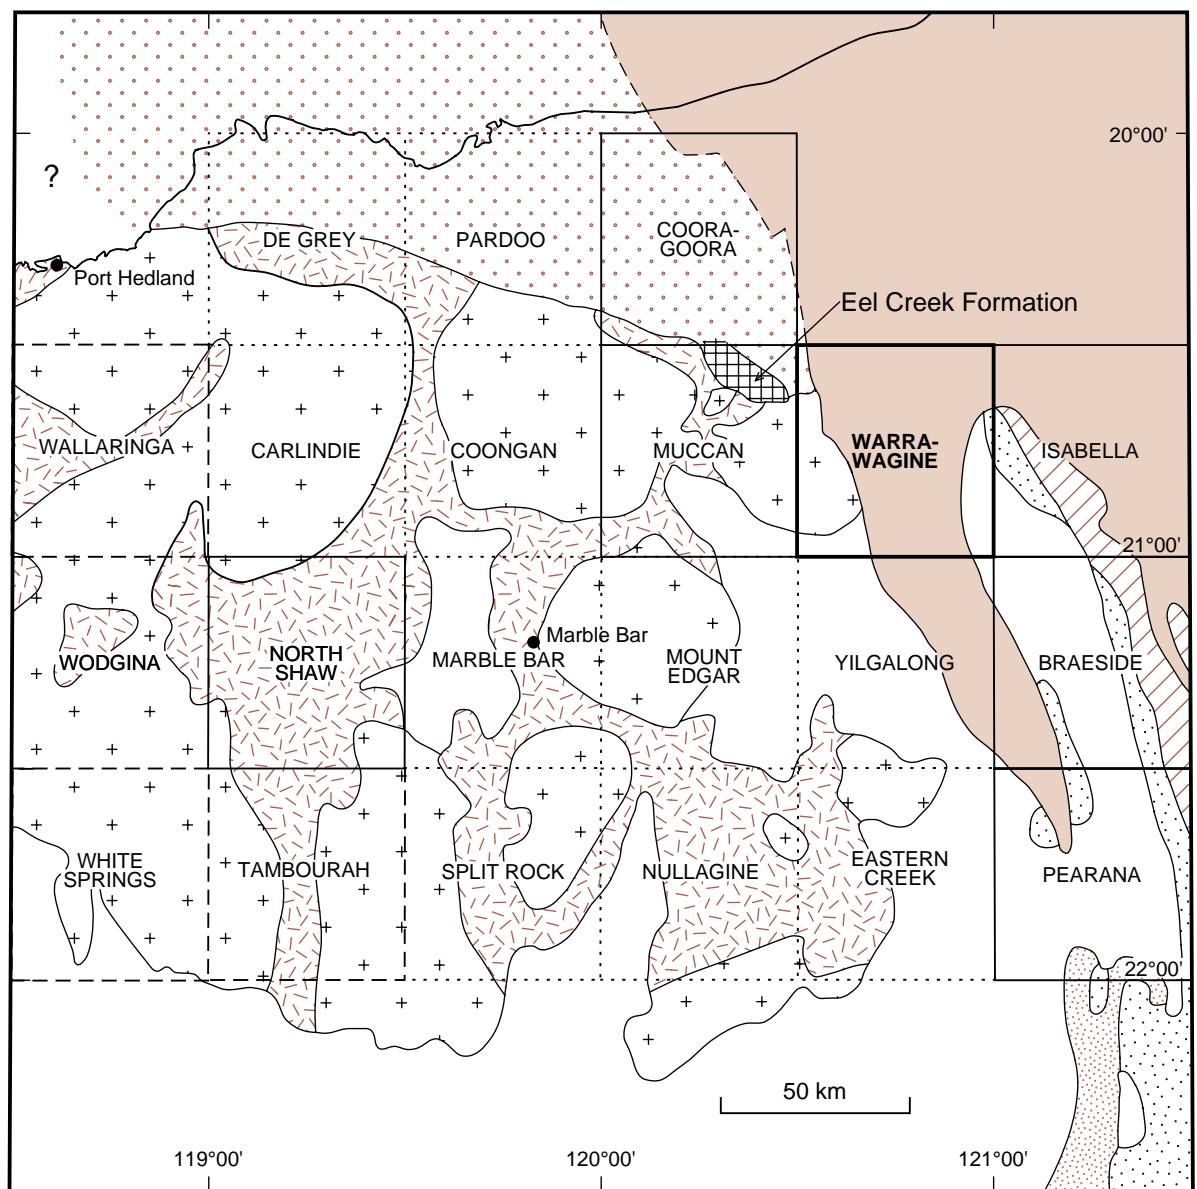 20°00'
?
DE GREY
PARDOO
COORA-
GOORA
Port Hedland
Eel Creek Formation
WALLARINGA
CARLINDIE
COONGAN
MUCCAN
WARRA-
WAGINE
ISABELLA
21°00'
Marble Bar
WODGINA
NORTH
SHAW
MARBLE BAR
MOUNT
EDGAR
YILGALONG
BRAESIDE
WHITE
SPRINGS
TAMBOURAH
SPLIT ROCK
NULLAGINE
EASTERN
CREEK
PEARANA
22°00'
50 km
119°00'
120°00'
121°00'